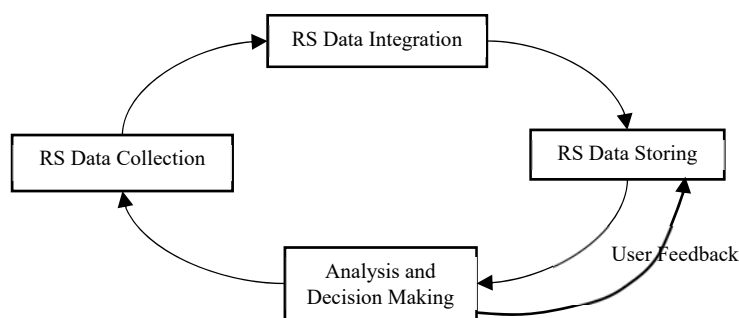 RS Data Integration
RS Data Collection
RS Data Storing
User Feedback
Analysis and
Decision Making